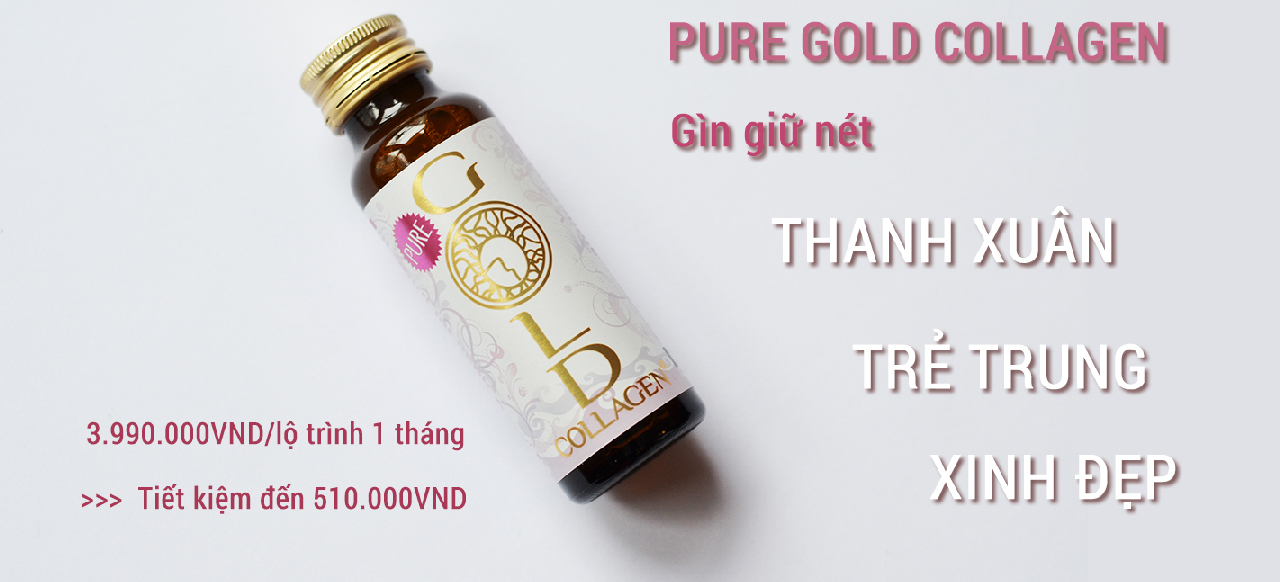 PURE GOLD COLLAGEN
Gìn giữ nét
THANH XUÂN
TRẺ TRUNG
XINH ĐẸP
GOLD
PURE
COLLAGEN
3.990.000VND/lộ trình 1 tháng
>>> Tiết kiệm đến 510.000VND